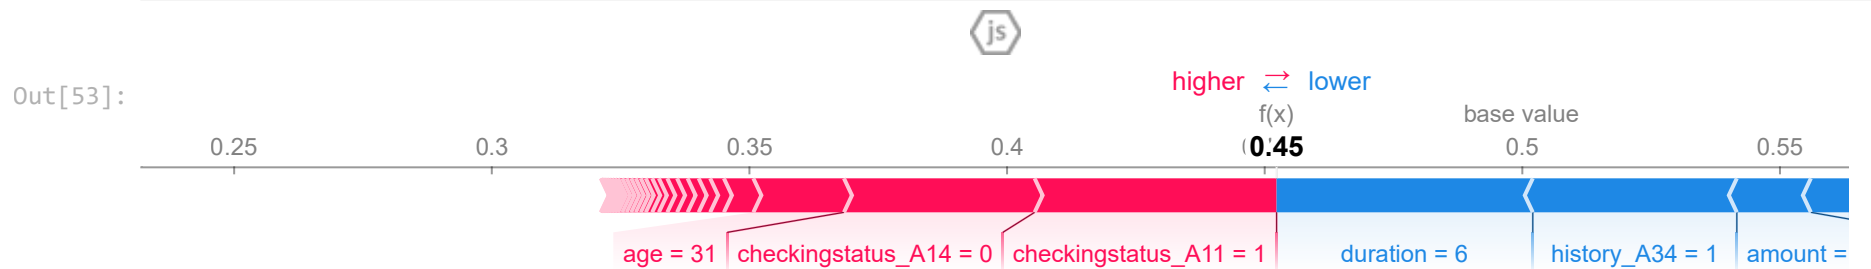 js
higher lower
Out[53]:
f(x) base value
0.25 0.3 0.35 0.4 0.45 0.5 0.55
age = 31 checkingstatus_A14 = 0 checkingstatus_A11 = 1 duration = 6 history_A34 = 1 amount =